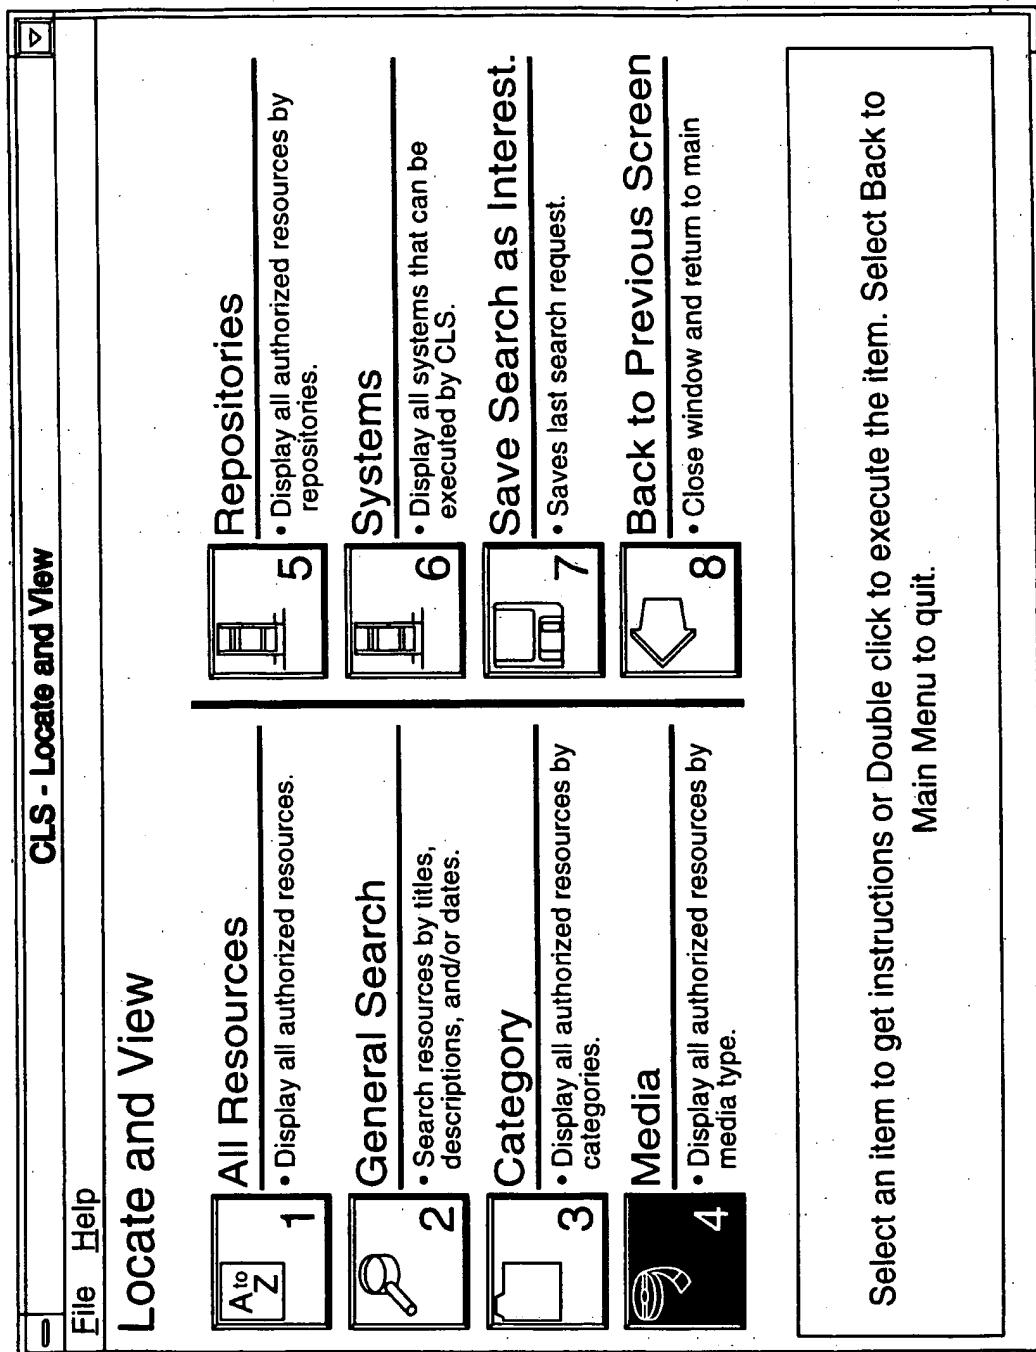 CLS - Locate and View
File Help
Locate and View
A to
Z
1
All Resources
• Display all authorized resources.
2
General Search
• Search resources by titles,
descriptions, and/or dates.
3
Category
• Display all authorized resources by
categories.
4
Media
• Display all authorized resources by
media type.
5
Repositories
• Display all authorized resources by
repositories.
6
Systems
• Display all systems that can be
executed by CLS.
7
Save Search as Interest.
• Saves last search request.
8
Back to Previous Screen
• Close window and return to main
Select an item to get instructions or Double click to execute the item. Select Back to
Main Menu to quit.